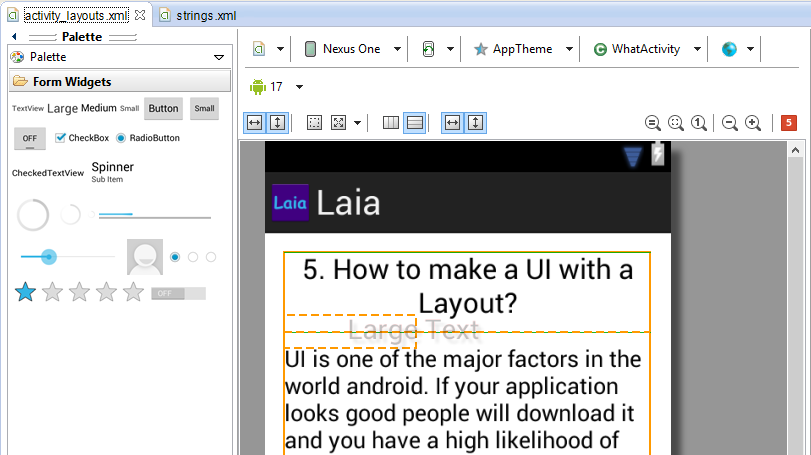 activity_layouts.xml
strings.xml
Palette
Palette
Form Widgets
TextView Large Medium Small Button Small
OFF CheckBox RadioButton
CheckedTextView Spinner
Sub Item
OFF
Nexus One AppTheme WhatActivity
17
1 5
Laia Laia
5. How to make a UI with a
Layout?
Large Text
UI is one of the major factors in the
world android. If your application
looks good people will download it
and you have a high likelihood of